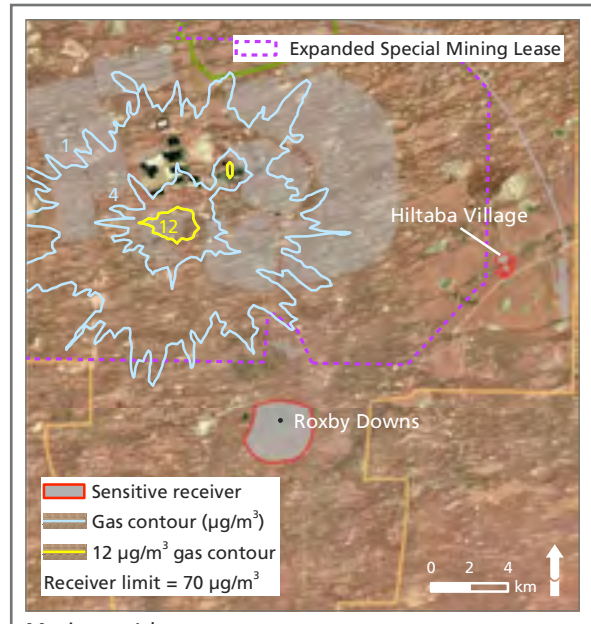 Expanded Special Mining Lease
1
4
12
Hiltaba Village
Roxby Downs
Sensitive receiver
Gas contour (µg/m³)
12 µg/m³ gas contour
Receiver limit = 70 µg/m³
0 2 4
km